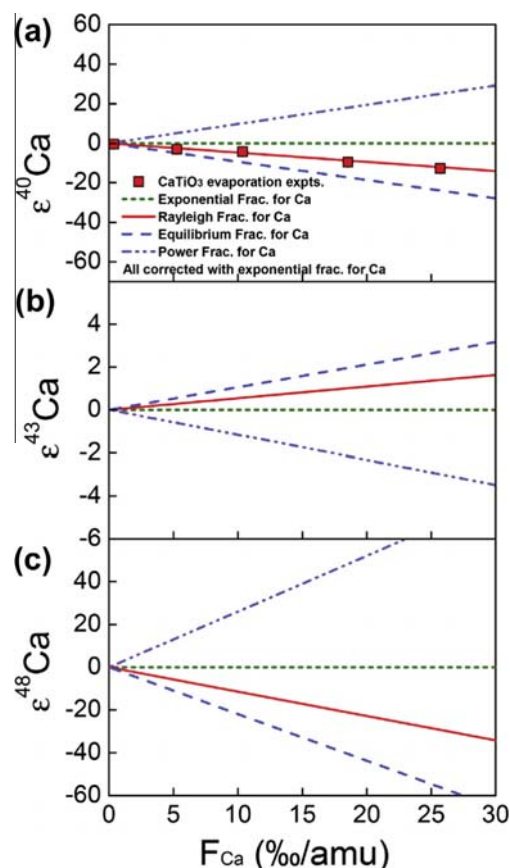 (a)
60
40
20
0
-20
-40
-60
ε⁴⁰Ca
CaTiO₃ evaporation expts.
Exponential Frac. for Ca
Rayleigh Frac. for Ca
Equilibrium Frac. for Ca
Power Frac. for Ca
All corrected with exponential frac. for Ca
(b)
4
2
0
-2
-4
-6
ε⁴³Ca
(c)
40
20
0
-20
-40
-60
ε⁴⁸Ca
0 5 10 15 20 25 30
F_Ca (‰/amu)